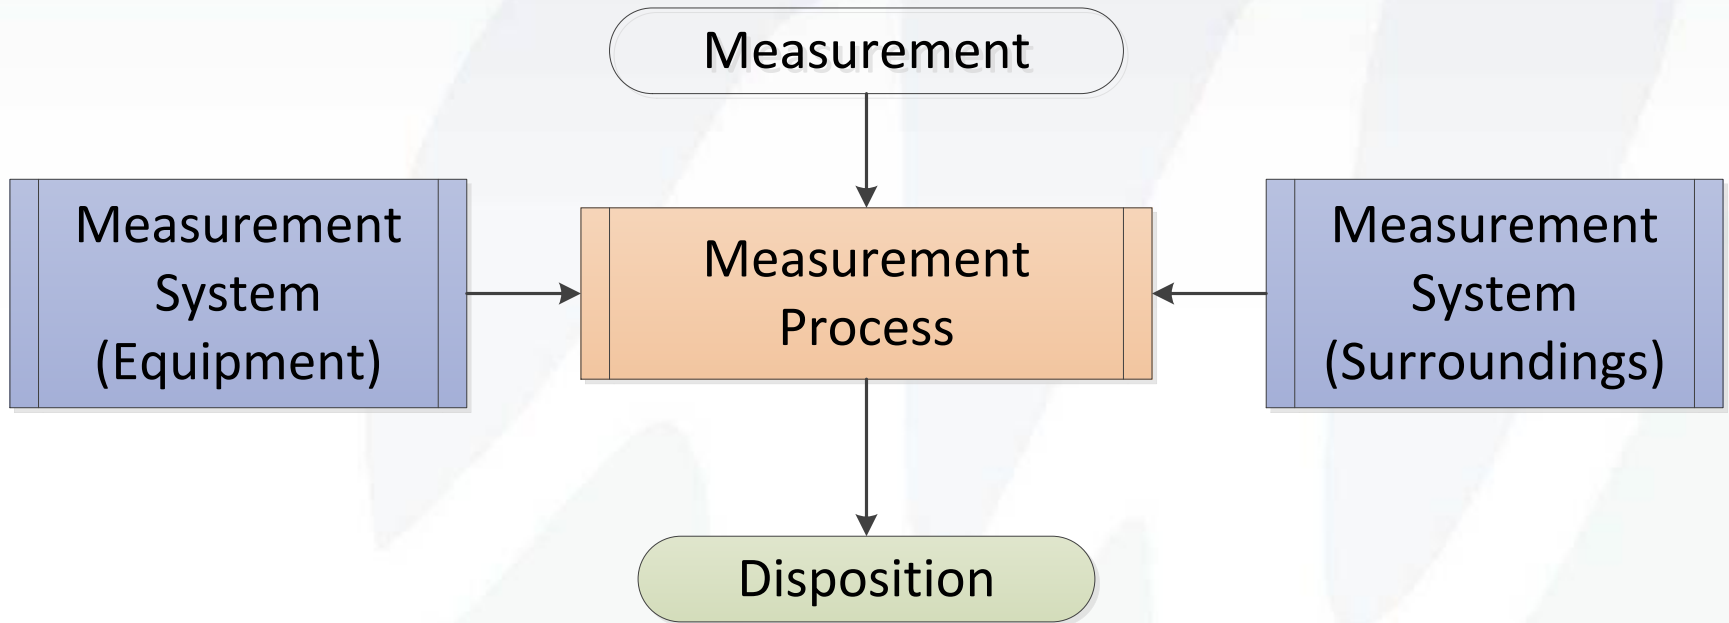 Measurement
Measurement
System
(Equipment)
Measurement
Process
Measurement
System
(Surroundings)
Disposition